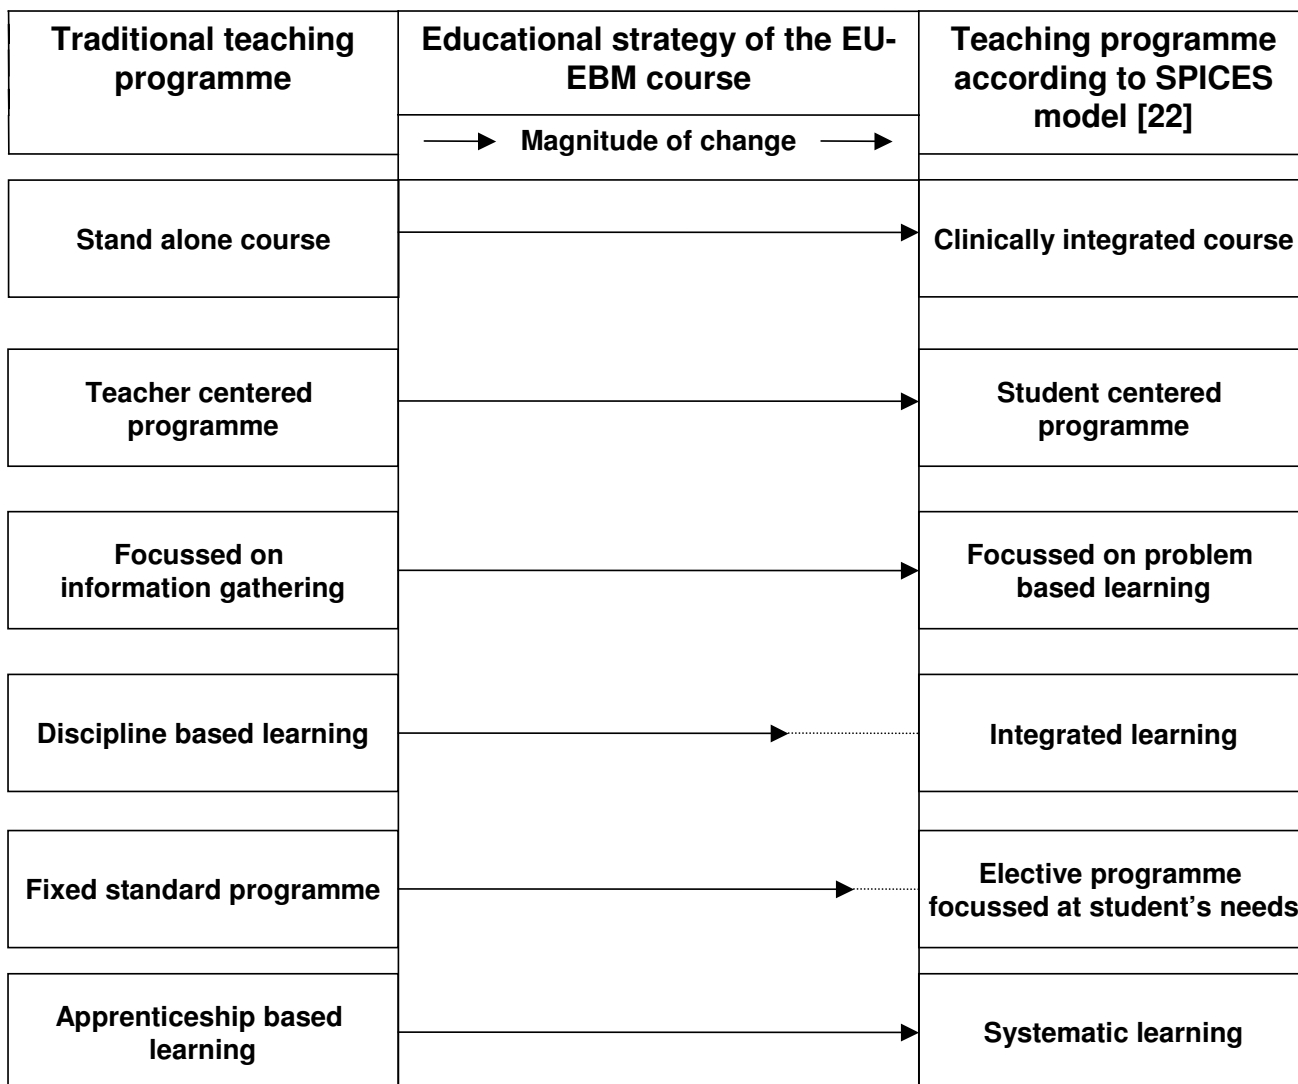 Traditional teaching
programme
Educational strategy of the EU-
EBM course
Magnitude of change
Teaching programme
according to SPICES
model [22]
Stand alone course
Clinically integrated course
Teacher centered
programme
Student centered
programme
Focussed on
information gathering
Focussed on problem
based learning
Discipline based learning
Integrated learning
Fixed standard programme
Elective programme
focussed at student's needs
Apprenticeship based
learning
Systematic learning